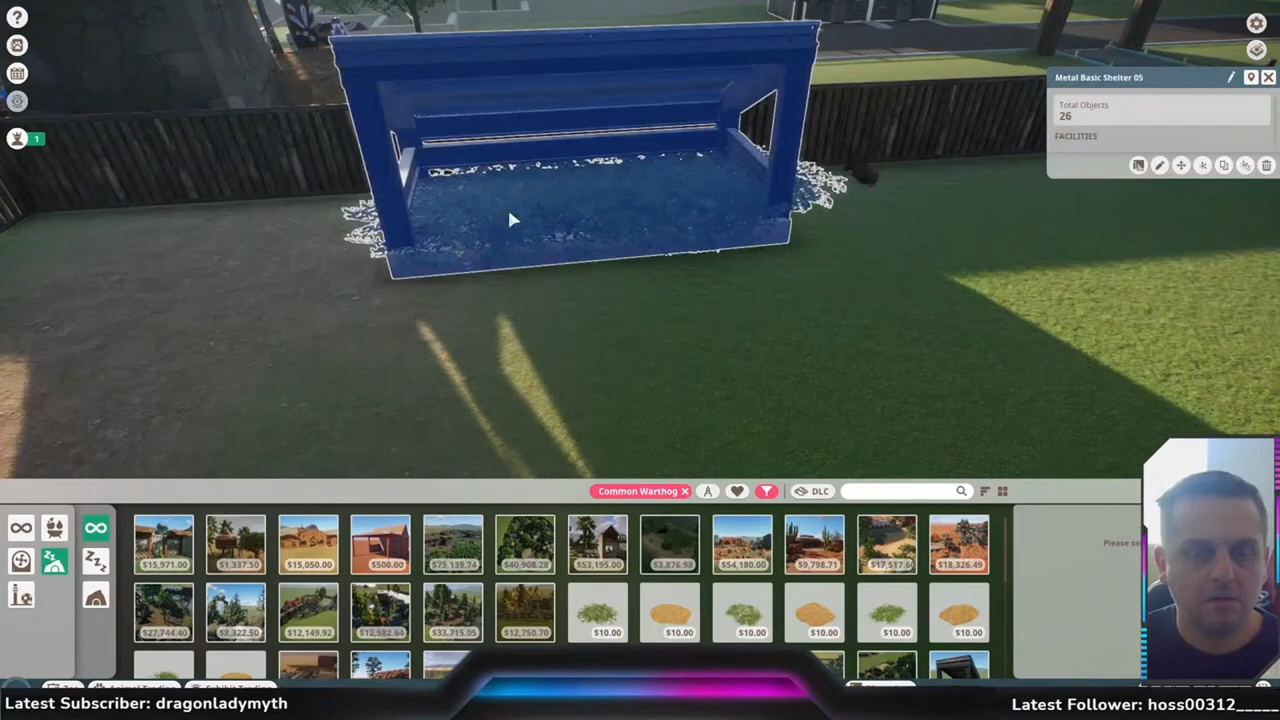 ?
1
Metal Basic Shelter 05
Total Objects
26
FACILITIES
Common Warthog
DLC
$15,971.00 $1,337.50 $15,050.00 $500.00 $75,139.74 $40,908.28 $53,195.00 $3,876.98 $54,180.00 $9,798.71 $17,517.6 $18,326.49
Please se
$27,744.40 $8,322.50 $12,149.92 $12,582.64 $33,715.05 $12,750.70 $10.00 $10.00 $10.00 $10.00 $10.00 $10.00
Latest Subscriber: dragonladymyth
Latest Follower: hoss00312_____